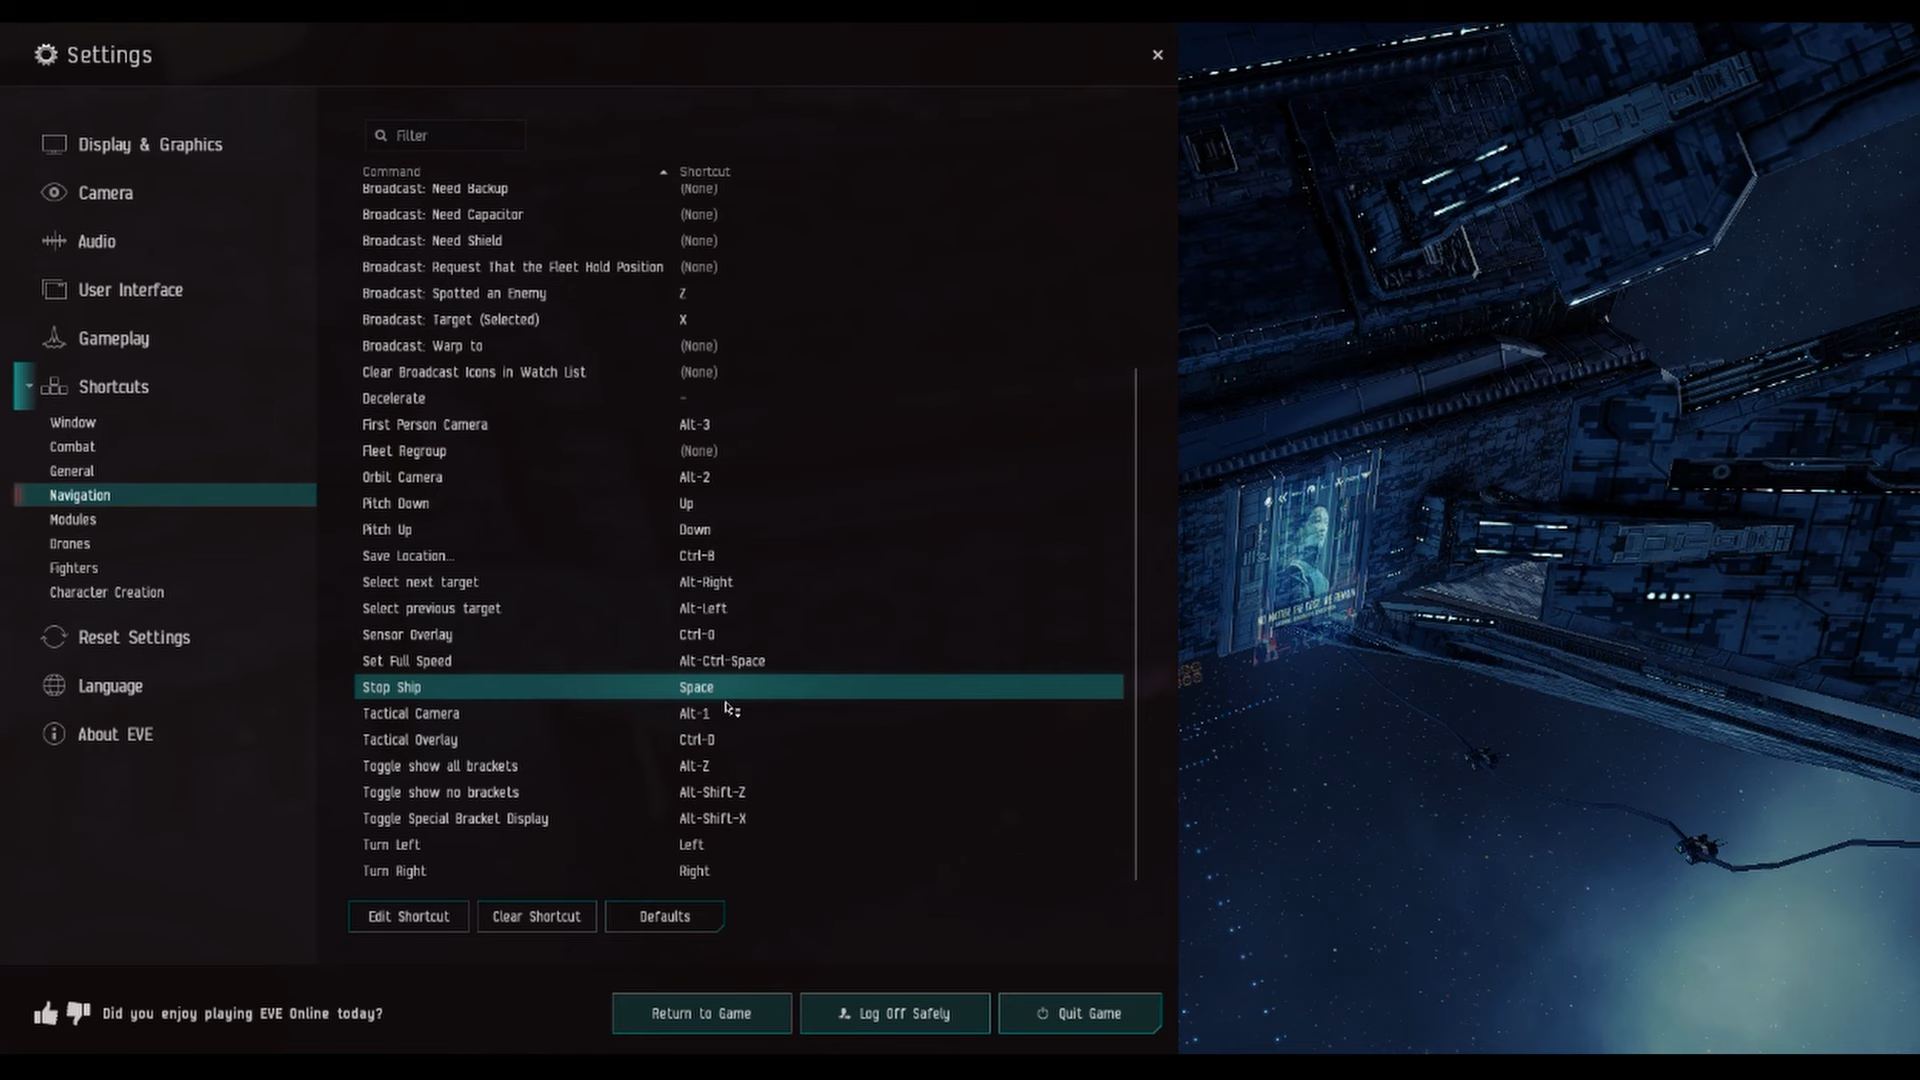 Settings
Display & Graphics
Camera
Audio
User Interface
Gameplay
Shortcuts
Window
Combat
General
Navigation
Modules
Drones
Fighters
Character Creation
Reset Settings
Language
About EVE
Filter
Command Shortcut
Broadcast: Need Backup (None)
Broadcast: Need Capacitor (None)
Broadcast: Need Shield (None)
Broadcast: Request That the Fleet Hold Position (None)
Broadcast: Spotted an Enemy Z
Broadcast: Target (Selected) X
Broadcast: Warp to (None)
Clear Broadcast Icons in Watch List (None)
Decelerate -
First Person Camera Alt-3
Fleet Regroup (None)
Orbit Camera Alt-2
Pitch Down Up
Pitch Up Down
Save Location... Ctrl-B
Select next target Alt-Right
Select previous target Alt-Left
Sensor Overlay Ctrl-O
Set Full Speed Alt-Ctrl-Space
Stop Ship Space
Tactical Camera Alt-1
Tactical Overlay Ctrl-D
Toggle show all brackets Alt-Z
Toggle show no brackets Alt-Shift-Z
Toggle Special Bracket Display Alt-Shift-X
Turn Left Left
Turn Right Right
Edit Shortcut Clear Shortcut Defaults
Did you enjoy playing EVE Online today?
Return to Game Log Off Safely Quit Game